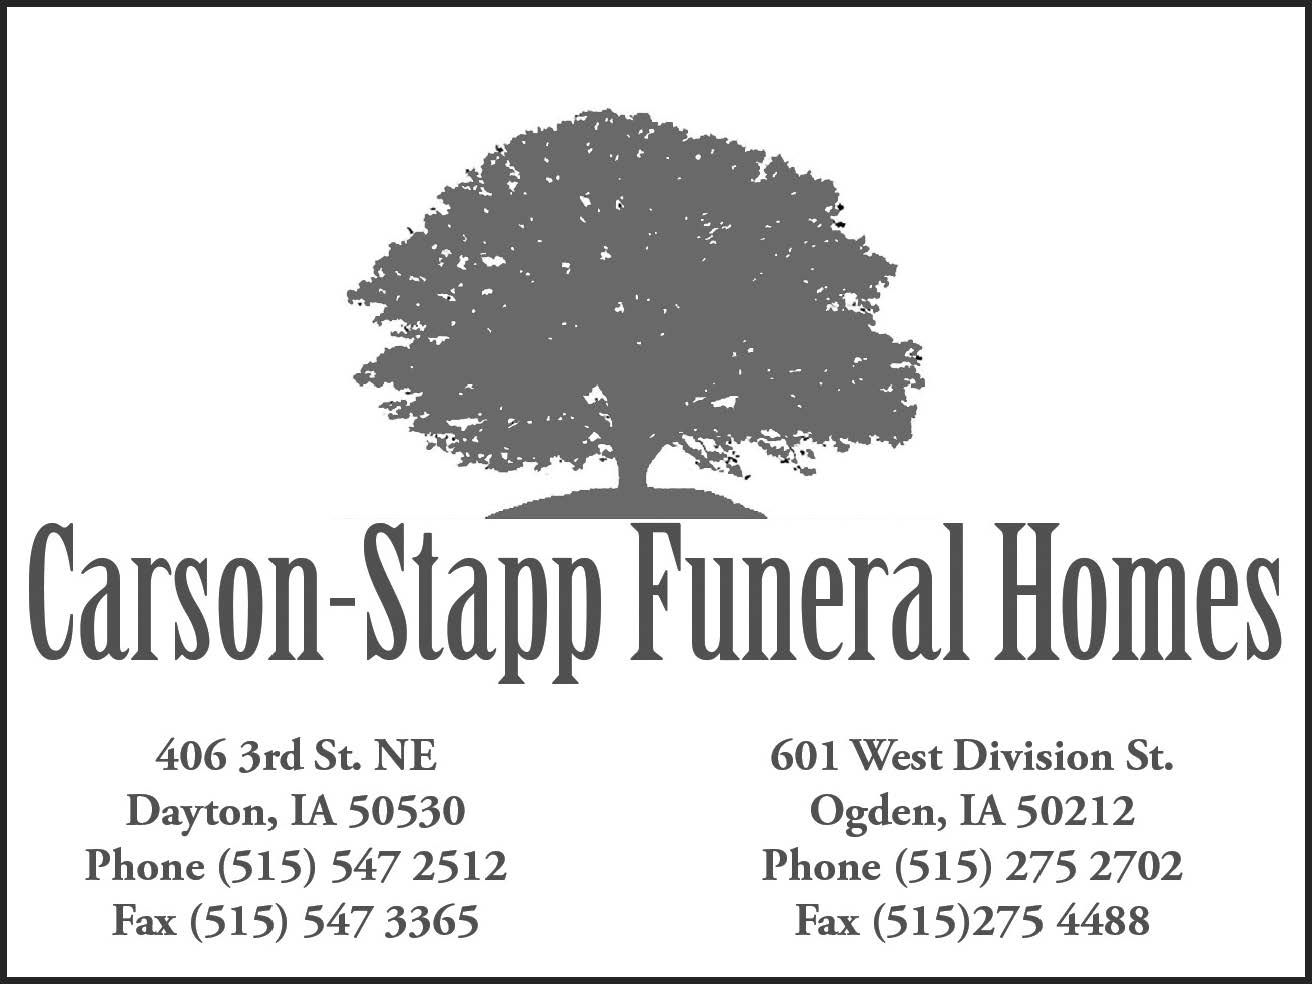 Carson-Stapp Funeral Homes
406 3rd St. NE
Dayton, IA 50530
Phone (515) 547 2512
Fax (515) 547 3365
601 West Division St.
Ogden, IA 50212
Phone (515) 275 2702
Fax (515)275 4488